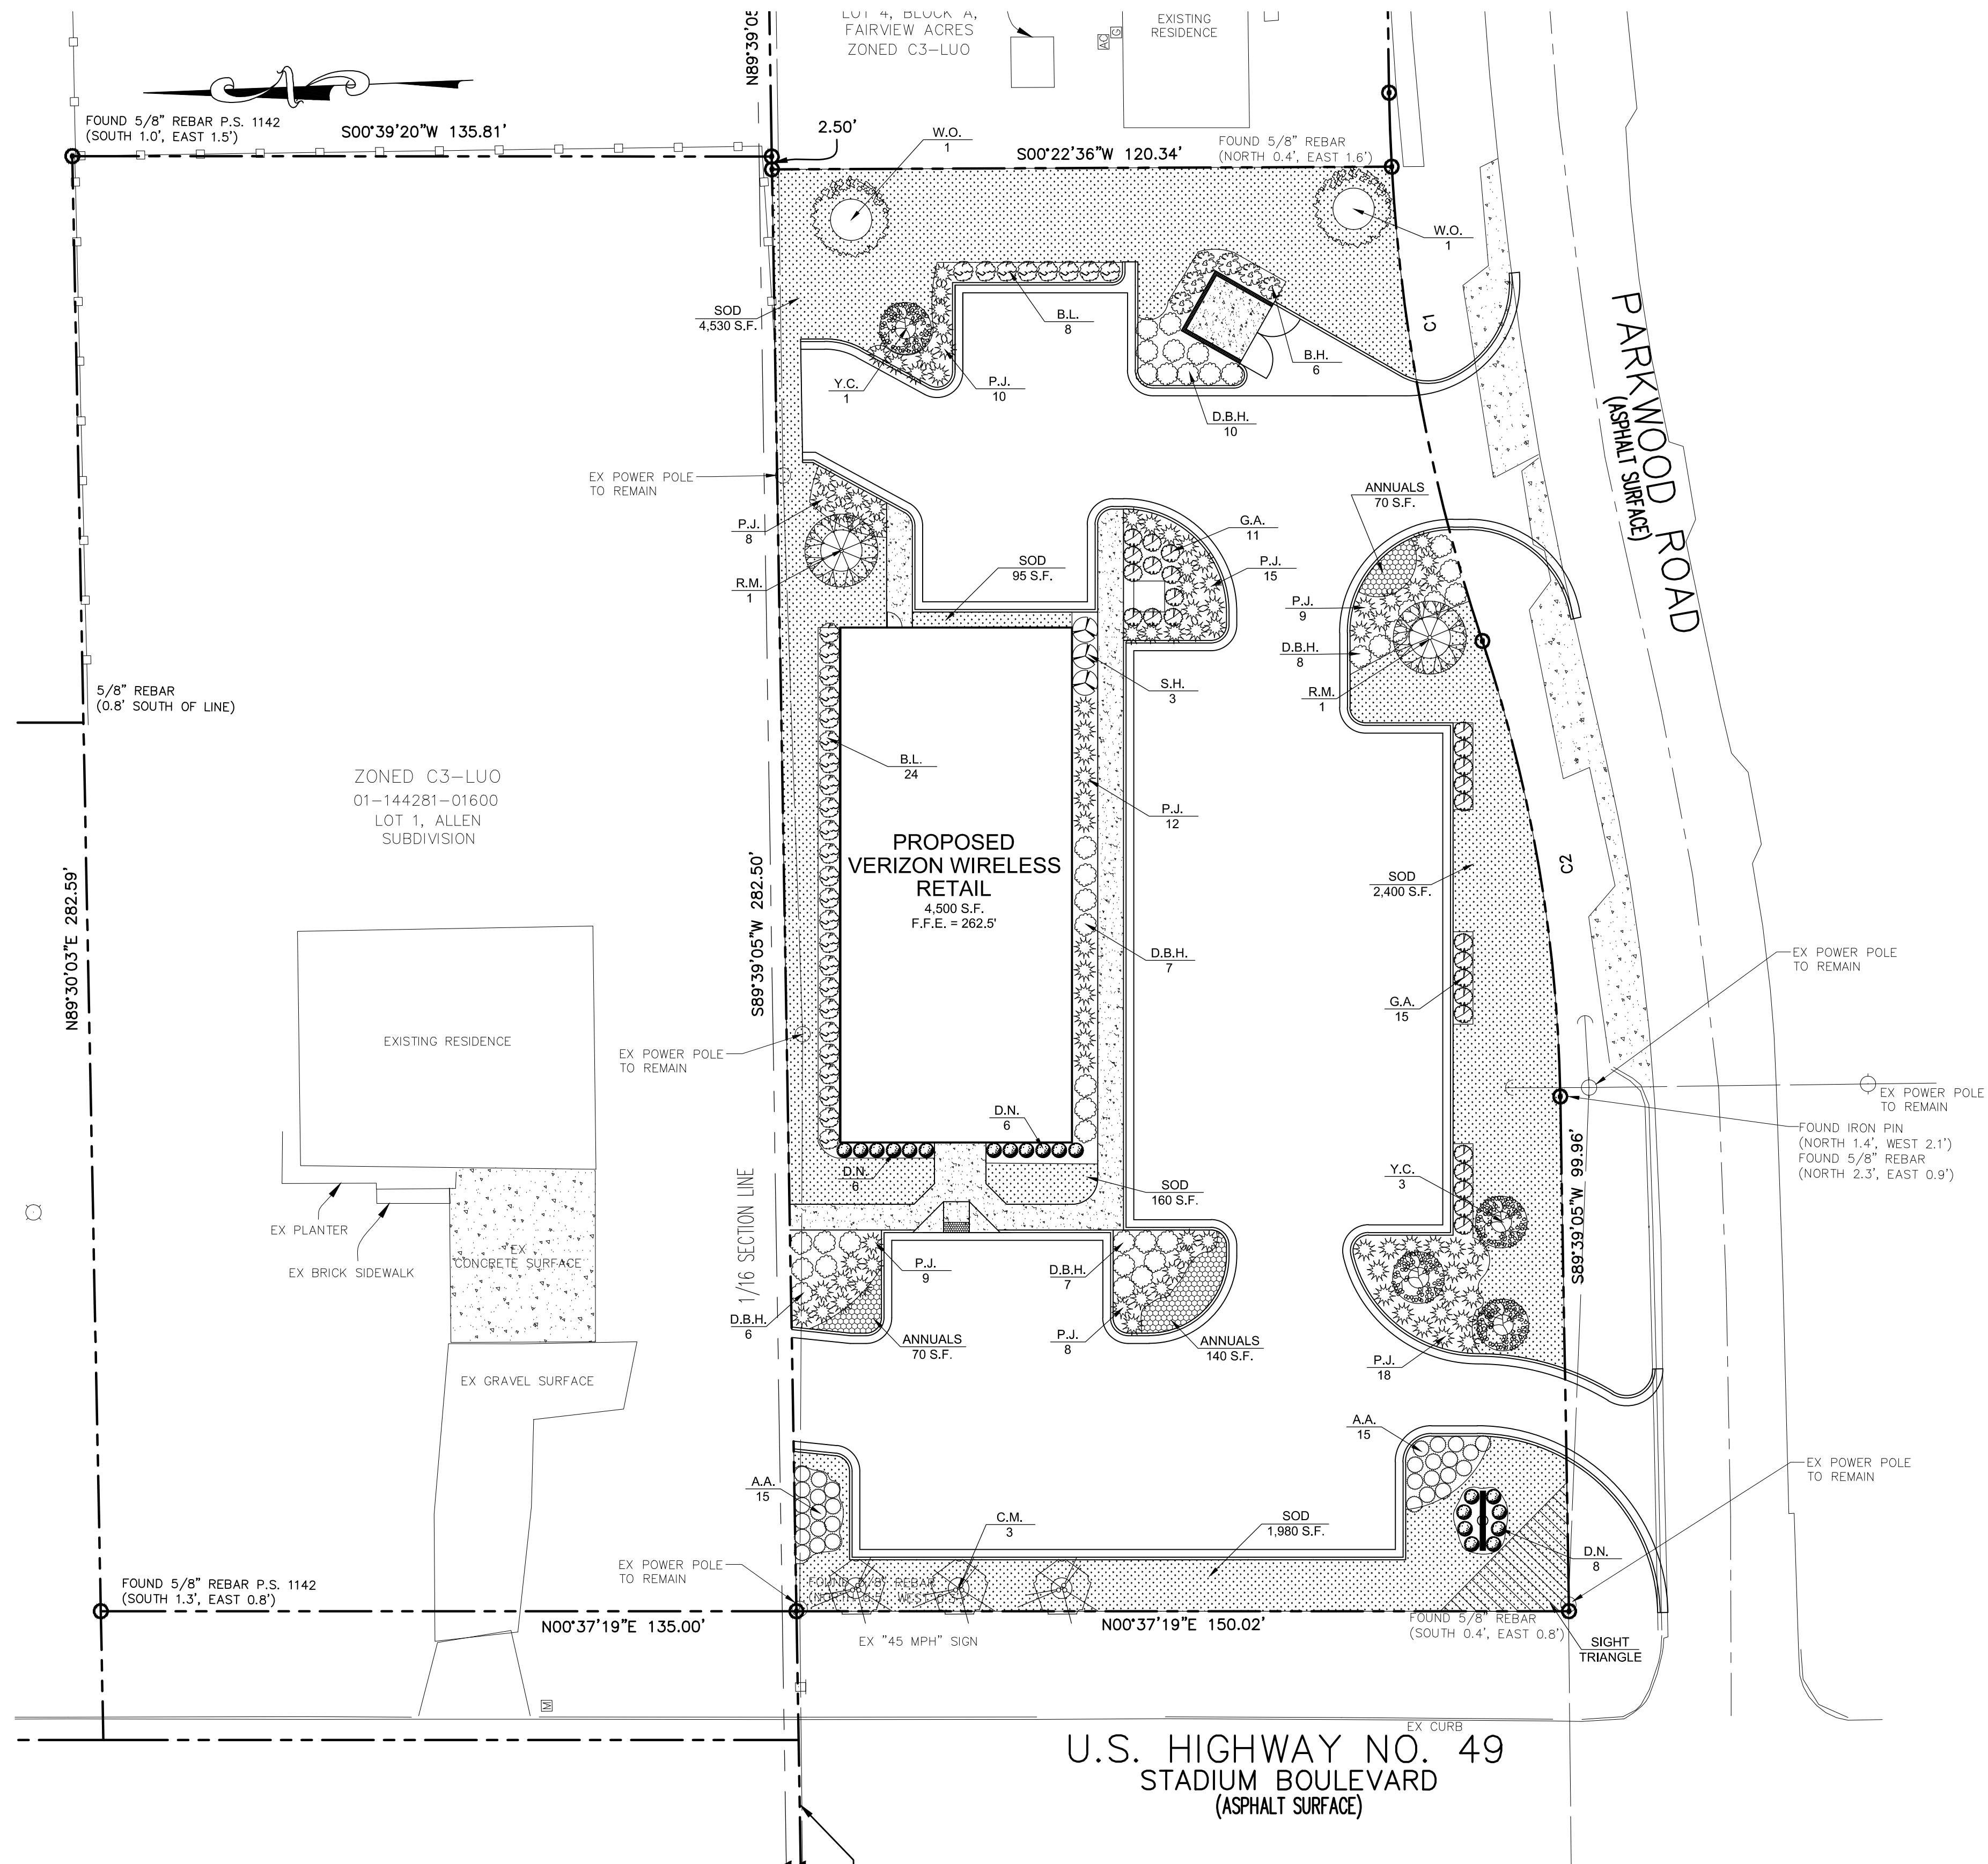 LOT 4, BLOCK A,
FAIRVIEW ACRES
ZONED C3-LUO
AC
G
EXISTING
RESIDENCE
N89°39'05
N
FOUND 5/8" REBAR P.S. 1142
(SOUTH 1.0', EAST 1.5')
S00°39'20"W 135.81'
2.50'
W.O.
1
S00°22'36"W 120.34'
FOUND 5/8" REBAR
(NORTH 0.4', EAST 1.6')
W.O.
1
SOD
4,530 S.F.
B.L.
8
C1
B.H.
6
Y.C.
1
P.J.
10
D.B.H.
10
PARKWOOD ROAD
(ASPHALT SURFACE)
EX POWER POLE
TO REMAIN
ANNUALS
70 S.F.
P.J.
8
G.A.
11
SOD
95 S.F.
P.J.
15
R.M.
1
P.J.
9
D.B.H.
8
R.M.
1
S.H.
3
5/8" REBAR
(0.8' SOUTH OF LINE)
B.L.
24
ZONED C3-LUO
01-144281-01600
LOT 1, ALLEN
SUBDIVISION
P.J.
12
PROPOSED
VERIZON WIRELESS
RETAIL
4,500 S.F.
F.F.E. = 262.5'
C2
SOD
2,400 S.F.
N89°30'03"E 282.59'
S89°39'05"W 282.50'
D.B.H.
7
EX POWER POLE
TO REMAIN
G.A.
15
EXISTING RESIDENCE
EX POWER POLE
TO REMAIN
EX POWER POLE
TO REMAIN
D.N.
6
FOUND IRON PIN
(NORTH 1.4', WEST 2.1')
FOUND 5/8" REBAR
(NORTH 2.3', EAST 0.9')
S89°39'05"W 99.96'
D.N.
6
Y.C.
3
SOD
160 S.F.
1/16 SECTION LINE
EX PLANTER
EX BRICK SIDEWALK
EX
CONCRETE SURFACE
P.J.
9
D.B.H.
7
D.B.H.
6
ANNUALS
70 S.F.
P.J.
8
ANNUALS
140 S.F.
P.J.
18
EX GRAVEL SURFACE
A.A.
15
EX POWER POLE
TO REMAIN
A.A.
15
C.M.
3
SOD
1,980 S.F.
D.N.
8
EX POWER POLE
TO REMAIN
FOUND 5/8" REBAR P.S. 1142
(SOUTH 1.3', EAST 0.8')
FOUND REBAR
WEST
N00°37'19"E 135.00'
EX "45 MPH" SIGN
N00°37'19"E 150.02'
FOUND 5/8" REBAR
(SOUTH 0.4', EAST 0.8')
SIGHT
TRIANGLE
M
EX CURB
U.S. HIGHWAY NO. 49
STADIUM BOULEVARD
(ASPHALT SURFACE)